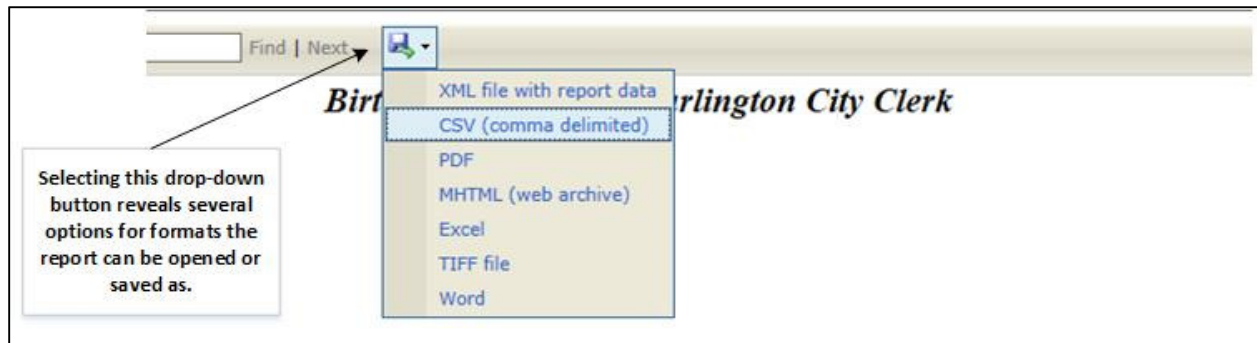 Find | Next
XML file with report data
Birt
rlington City Clerk
CSV (comma delimited)
PDF
MHTML (web archive)
Excel
TIFF file
Word
Selecting this drop-down
button reveals several
options for formats the
report can be opened or
saved as.